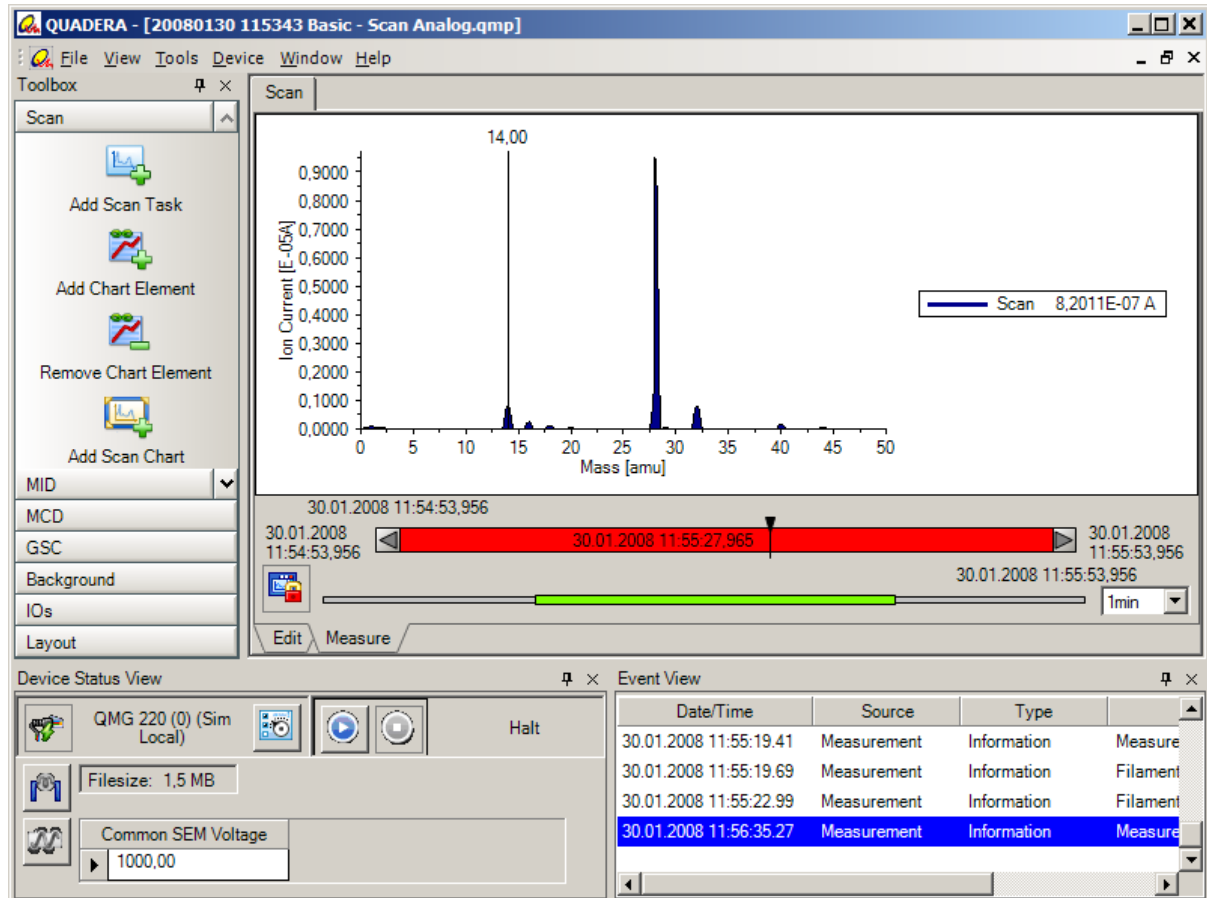 QUADERA - [20080130 115343 Basic - Scan Analog.qmp]
File View Tools Device Window Help
Toolbox
Scan
Add Scan Task
Add Chart Element
Remove Chart Element
Add Scan Chart
MID
MCD
GSC
Background
IOs
Layout
Scan
14,00
0,9000
0,8000
0,7000
0,6000
0,5000
0,4000
0,3000
0,2000
0,1000
0,0000
Ion Current [E-05A]
0 5 10 15 20 25 30 35 40 45 50
Mass [amu]
Scan 8,2011E-07 A
30.01.2008 11:54:53,956
30.01.2008
11:54:53,956
30.01.2008 11:55:27,965
30.01.2008
11:55:53,956
30.01.2008 11:55:53,956
1min
Edit Measure
Device Status View
QMG 220 (0) (Sim
Local)
Halt
Filesize: 1,5 MB
Common SEM Voltage
1000,00
Event View
Date/Time Source Type
30.01.2008 11:55:19.41 Measurement Information Measure
30.01.2008 11:55:19.69 Measurement Information Filament
30.01.2008 11:55:22.99 Measurement Information Filament
30.01.2008 11:56:35.27 Measurement Information Measure